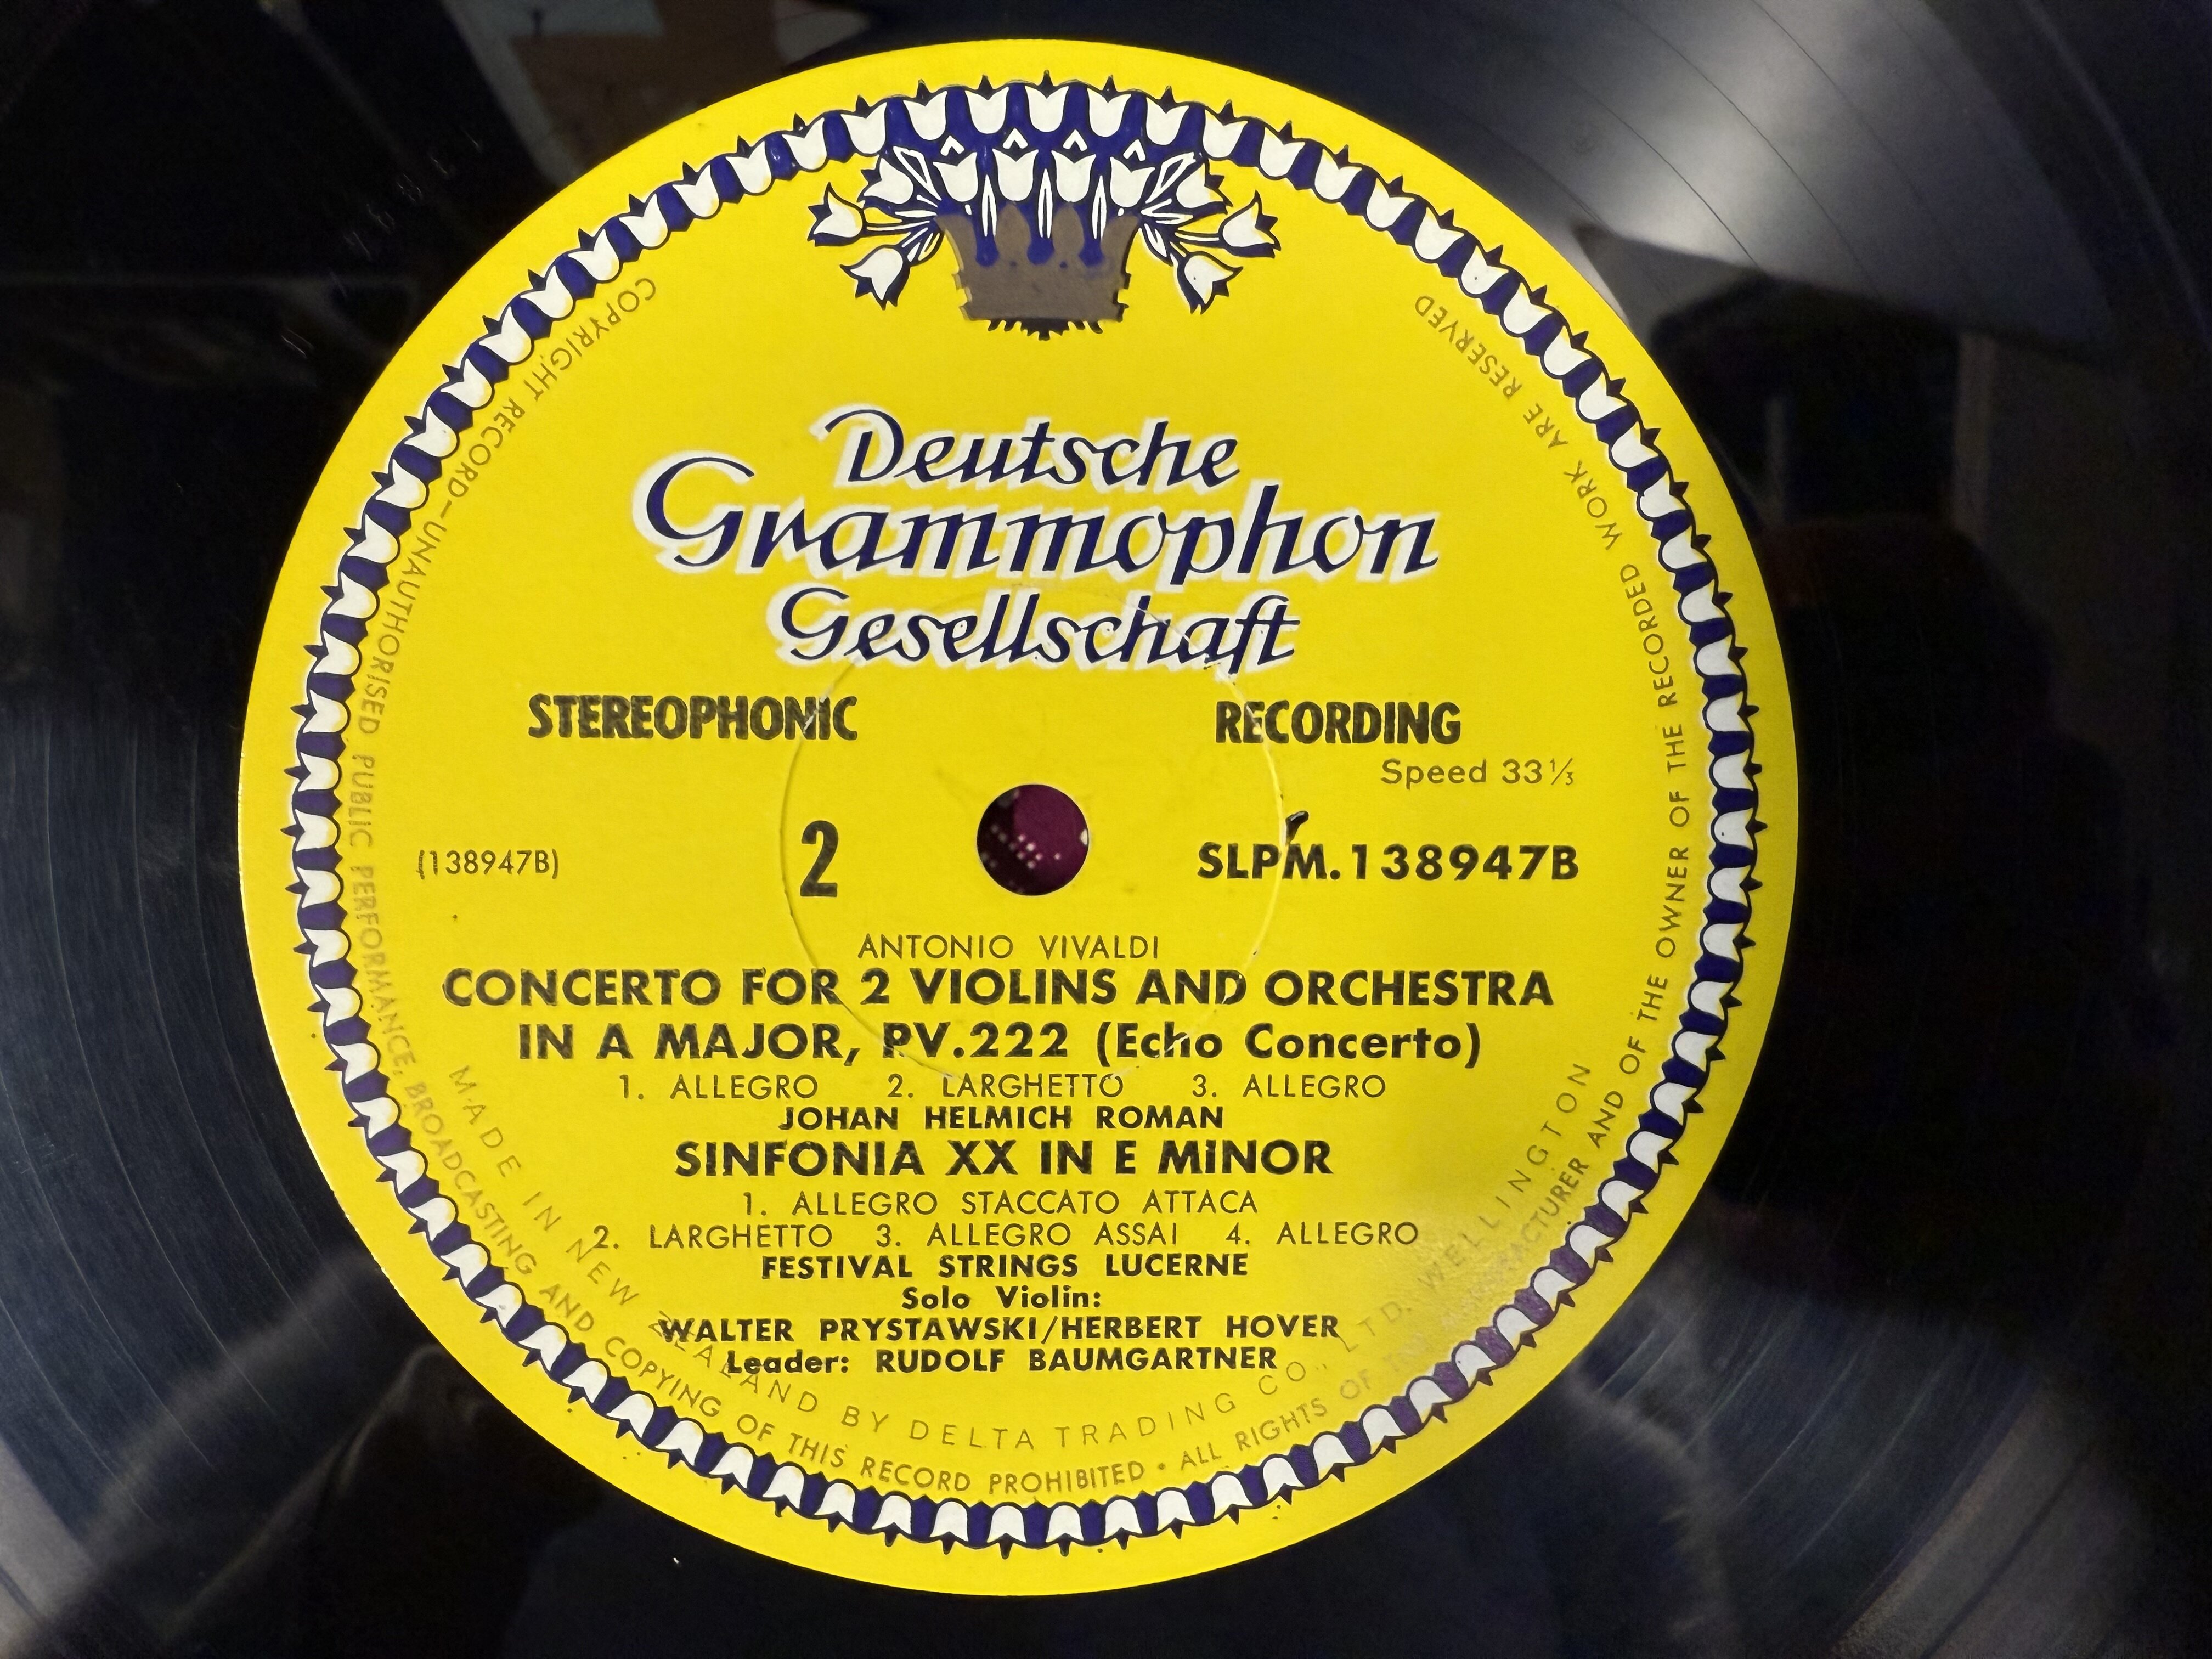 Deutsche
Grammophon
Gesellschaft
STEREOPHONIC RECORDING
Speed 33⅓
(138947B) 2 SLPM.138947B
ANTONIO VIVALDI
CONCERTO FOR 2 VIOLINS AND ORCHESTRA
IN A MAJOR, PV.222 (Echo Concerto)
1. ALLEGRO 2. LARGHETTO 3. ALLEGRO
JOHAN HELMICH ROMAN
SINFONIA XX IN E MINOR
1. ALLEGRO STACCATO ATTACA
2. LARGHETTO 3. ALLEGRO ASSAI 4. ALLEGRO
FESTIVAL STRINGS LUCERNE
Solo Violin:
WALTER PRYSTAWSKI/HERBERT HOVER
Leader: RUDOLF BAUMGARTNER
MADE IN NEW ZEALAND BY DELTA TRADING CO., LTD. WELLINGTON
COPYRIGHT RECORD–UNAUTHORISED PUBLIC PERFORMANCE, BROADCASTING AND COPYING OF THIS RECORD PROHIBITED • ALL RIGHTS OF THE MANUFACTURER AND OF THE OWNER OF THE RECORDED WORK ARE RESERVED